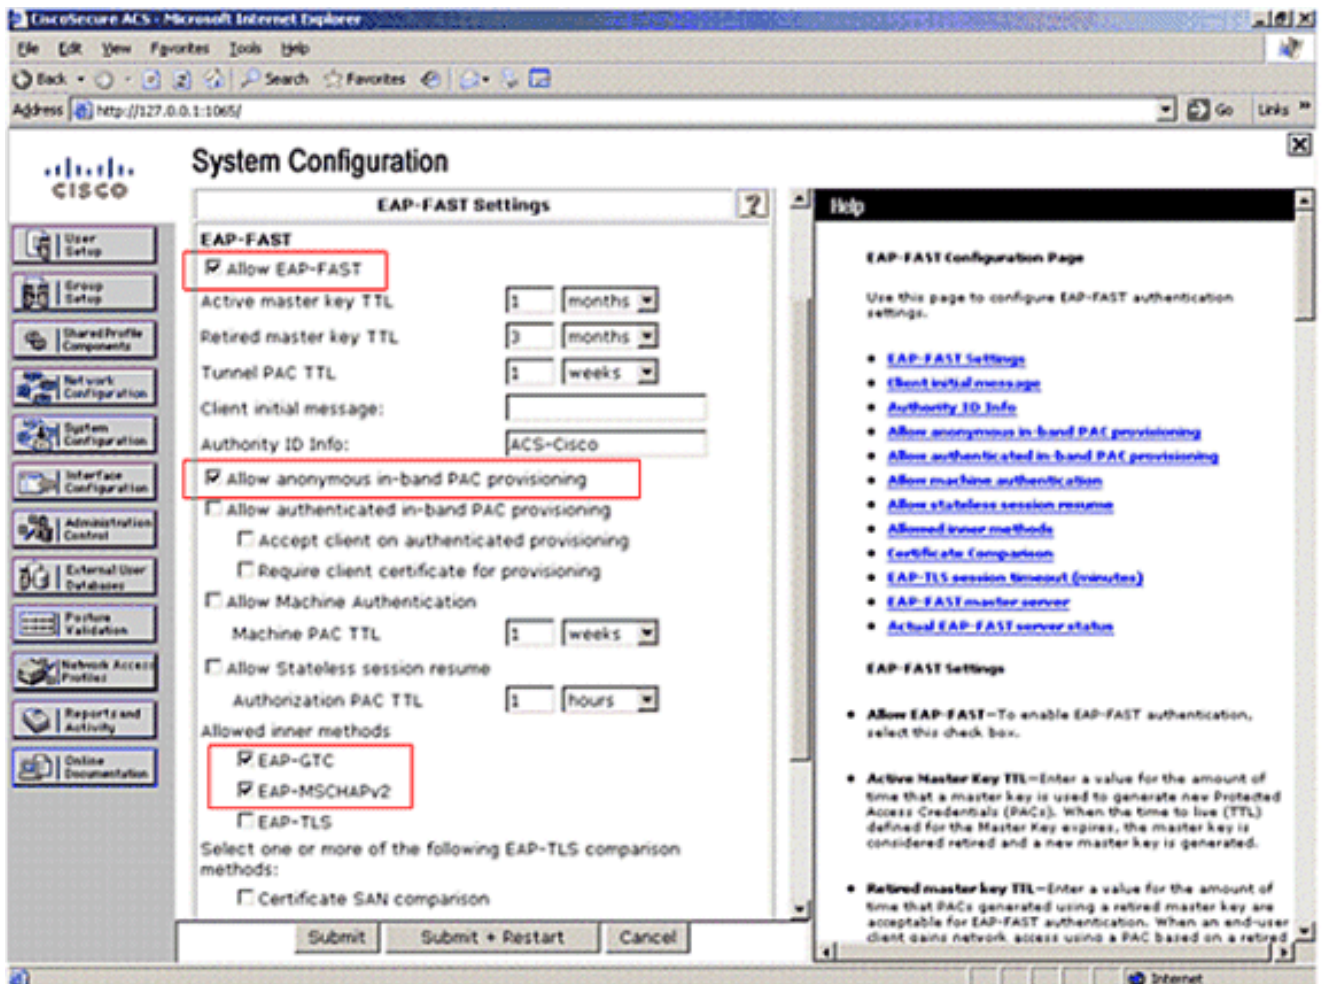 CiscoSecure ACS - Microsoft Internet Explorer
File Edit View Favorites Tools Help
Back Search Favorites
Address http://127.0.0.1:1065/ Go Links »
CISCO
System Configuration
User Setup
Group Setup
Shared Profile Components
Network Configuration
System Configuration
Interface Configuration
Administration Control
External User Databases
Posture Validation
Network Access Profiles
Reports and Activity
Online Documentation
EAP-FAST Settings ?
EAP-FAST
Allow EAP-FAST
Active master key TTL 1 months
Retired master key TTL 3 months
Tunnel PAC TTL 1 weeks
Client initial message:
Authority ID Info: ACS-Cisco
Allow anonymous in-band PAC provisioning
Allow authenticated in-band PAC provisioning
Accept client on authenticated provisioning
Require client certificate for provisioning
Allow Machine Authentication
Machine PAC TTL 1 weeks
Allow Stateless session resume
Authorization PAC TTL 1 hours
Allowed inner methods
EAP-GTC
EAP-MSCHAPv2
EAP-TLS
Select one or more of the following EAP-TLS comparison
methods:
Certificate SAN comparison
Submit Submit + Restart Cancel
Help
EAP-FAST Configuration Page
Use this page to configure EAP-FAST authentication
settings.
• EAP-FAST Settings
• Client initial message
• Authority ID Info
• Allow anonymous in-band PAC provisioning
• Allow authenticated in-band PAC provisioning
• Allow machine authentication
• Allow stateless session resume
• Allowed inner methods
• Certificate Comparison
• EAP-TLS session timeout (minutes)
• EAP-FAST master server
• Actual EAP-FAST server status
EAP-FAST Settings
• Allow EAP-FAST—To enable EAP-FAST authentication,
select this check box.
• Active Master Key TTL—Enter a value for the amount of
time that a master key is used to generate new Protected
Access Credentials (PACs). When the time to live (TTL)
defined for the Master Key expires, the master key is
considered retired and a new master key is generated.
• Retired master key TTL—Enter a value for the amount of
time that PACs generated using a retired master key are
acceptable for EAP-FAST authentication. When an end-user
client gains network access using a PAC based on a retired
Internet